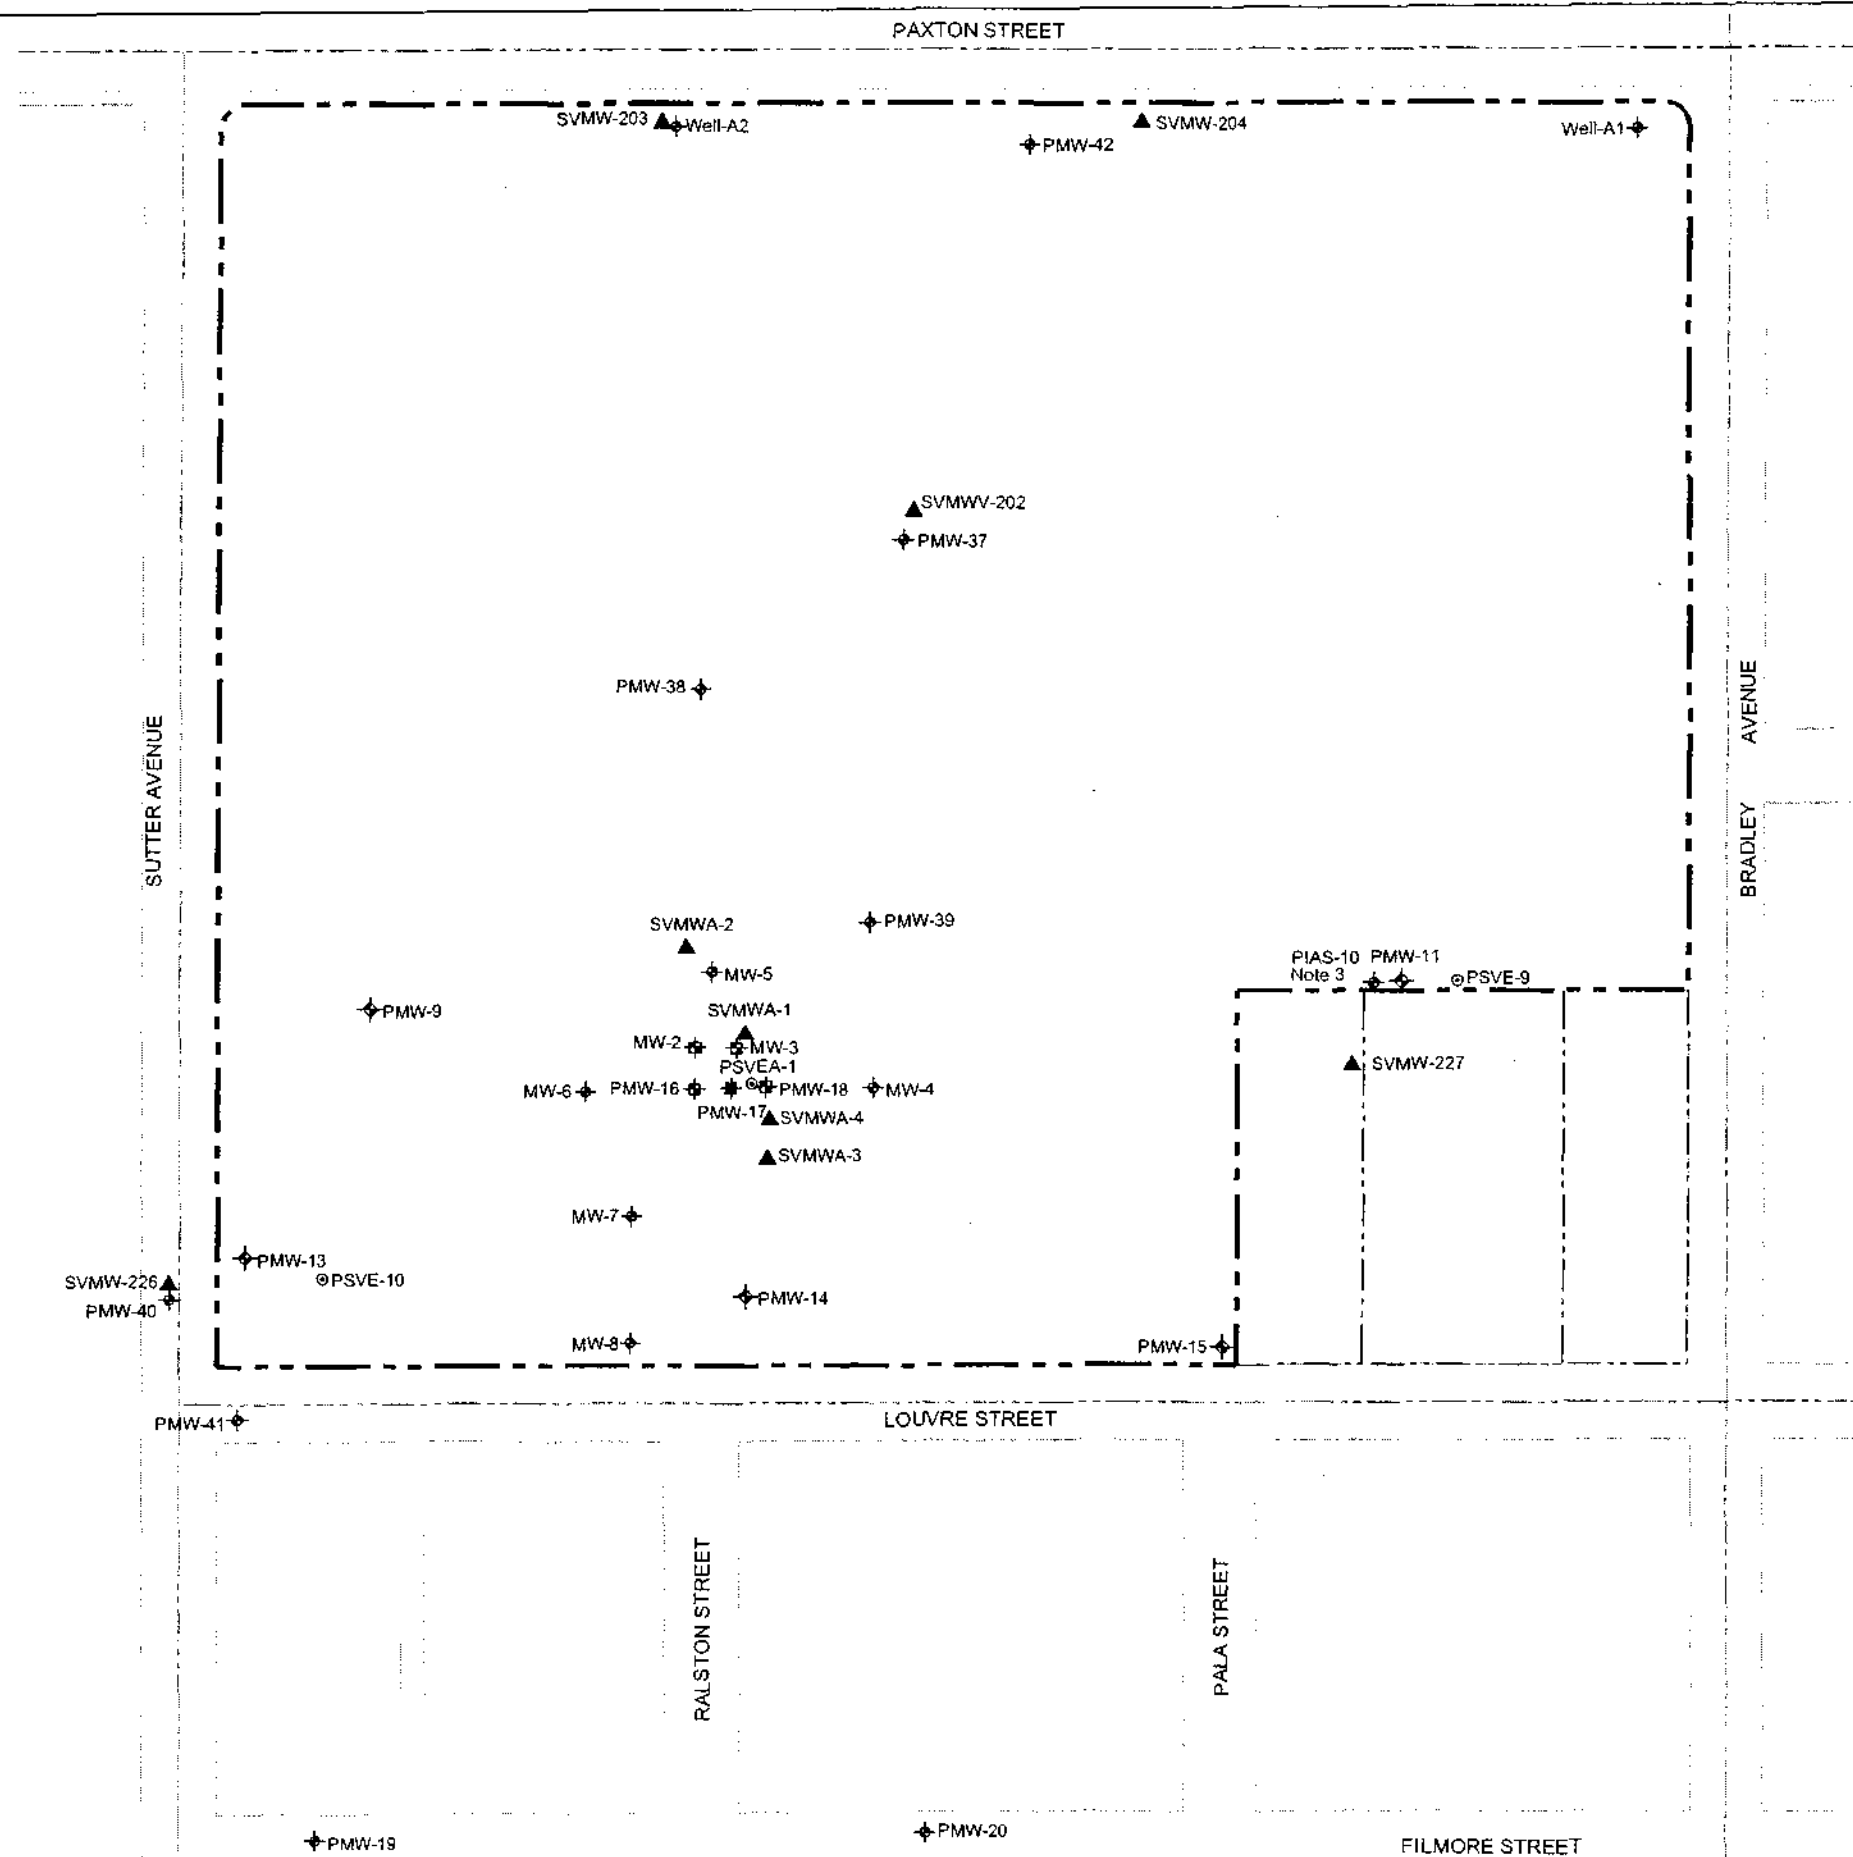 PAXTON STREET
SVMW-203
Well-A2
SVMW-204
Well-A1
PMW-42
SVMWV-202
PMW-37
PMW-38
SUTTER AVENUE
BRADLEY AVENUE
SVMWA-2
PMW-39
MW-5
PIAS-10
Note 3
PMW-11
PSVE-9
PMW-9
SVMWA-1
MW-2
MW-3
PSVEA-1
SVMW-227
MW-6
PMW-16
PMW-18
MW-4
PMW-17
SVMWA-4
SVMWA-3
MW-7
PMW-13
PSVE-10
SVMW-226
PMW-40
PMW-14
MW-8
PMW-15
PMW-41
LOUVRE STREET
RALSTON STREET
PALA STREET
PMW-19
PMW-20
FILMORE STREET